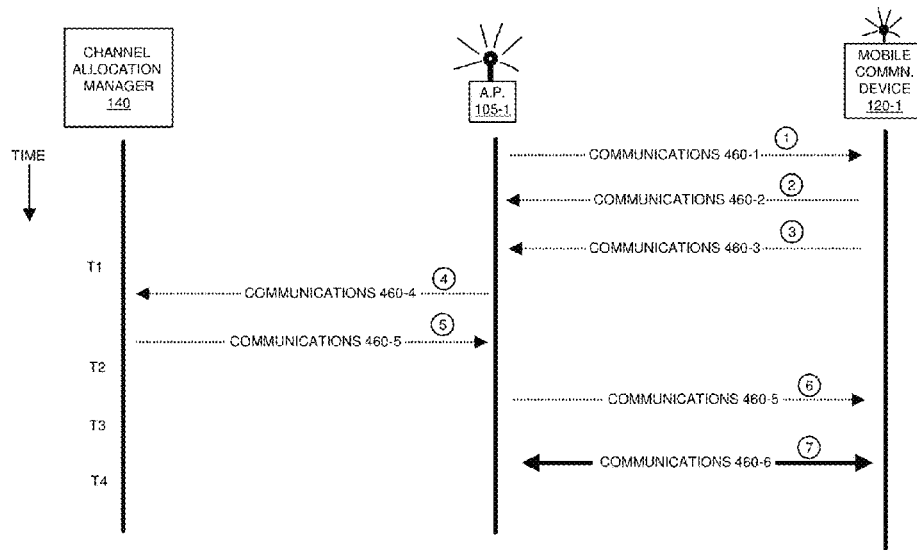 CHANNEL
ALLOCATION
MANAGER
140
A.P.
105-1
MOBILE
COMMN.
DEVICE
120-1
TIME
1
COMMUNICATIONS 460-1
2
COMMUNICATIONS 460-2
3
COMMUNICATIONS 460-3
T1
4
COMMUNICATIONS 460-4
5
COMMUNICATIONS 460-5
T2
6
COMMUNICATIONS 460-5
T3
7
COMMUNICATIONS 460-6
T4